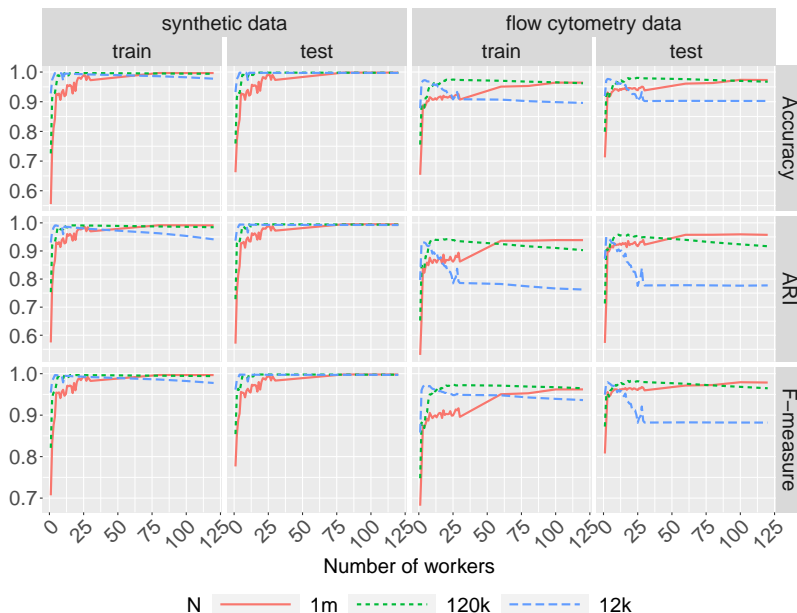 synthetic data flow cytometry data
train test train test
1.0
0.9
0.8
0.7
0.6
Accuracy
1.0
0.9
0.8
0.7
0.6
ARI
1.0
0.9
0.8
0.7
F-measure
0 25 50 75 100 125 0 25 50 75 100 125 0 25 50 75 100 125 0 25 50 75 100 125
Number of workers
N 1m 120k 12k